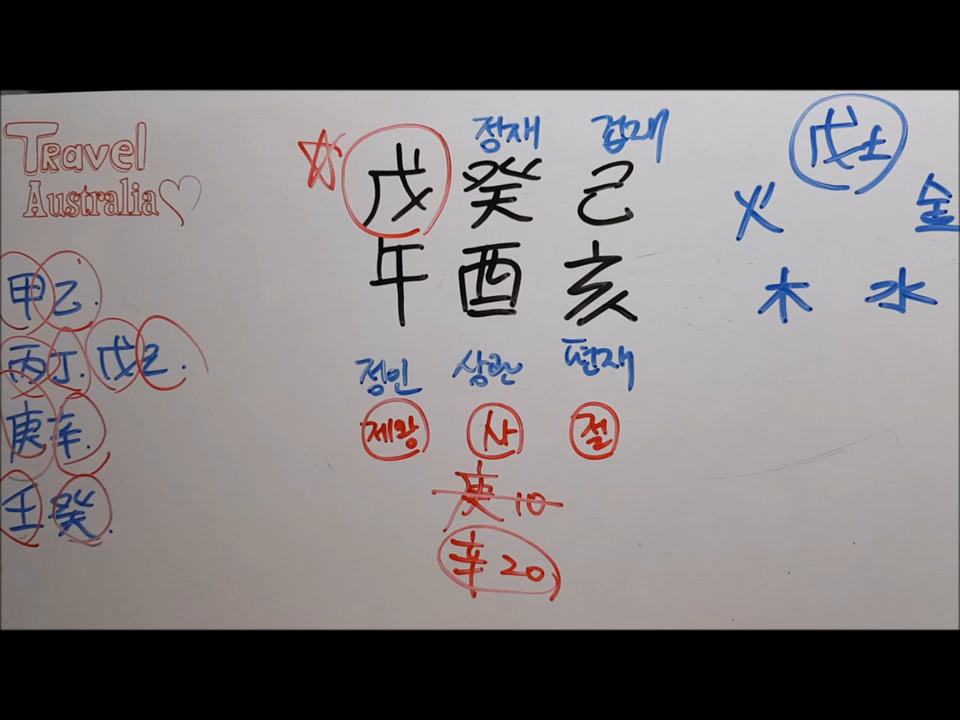 Travel
Australia
정재 겁재
戊 癸 己
午 酉 亥
정인 상관 편재
제왕 사 절
庚 10
辛 20
甲 乙.
丙 丁. 戊 己.
庚 辛.
壬 癸.
戊土
火 金
木 水